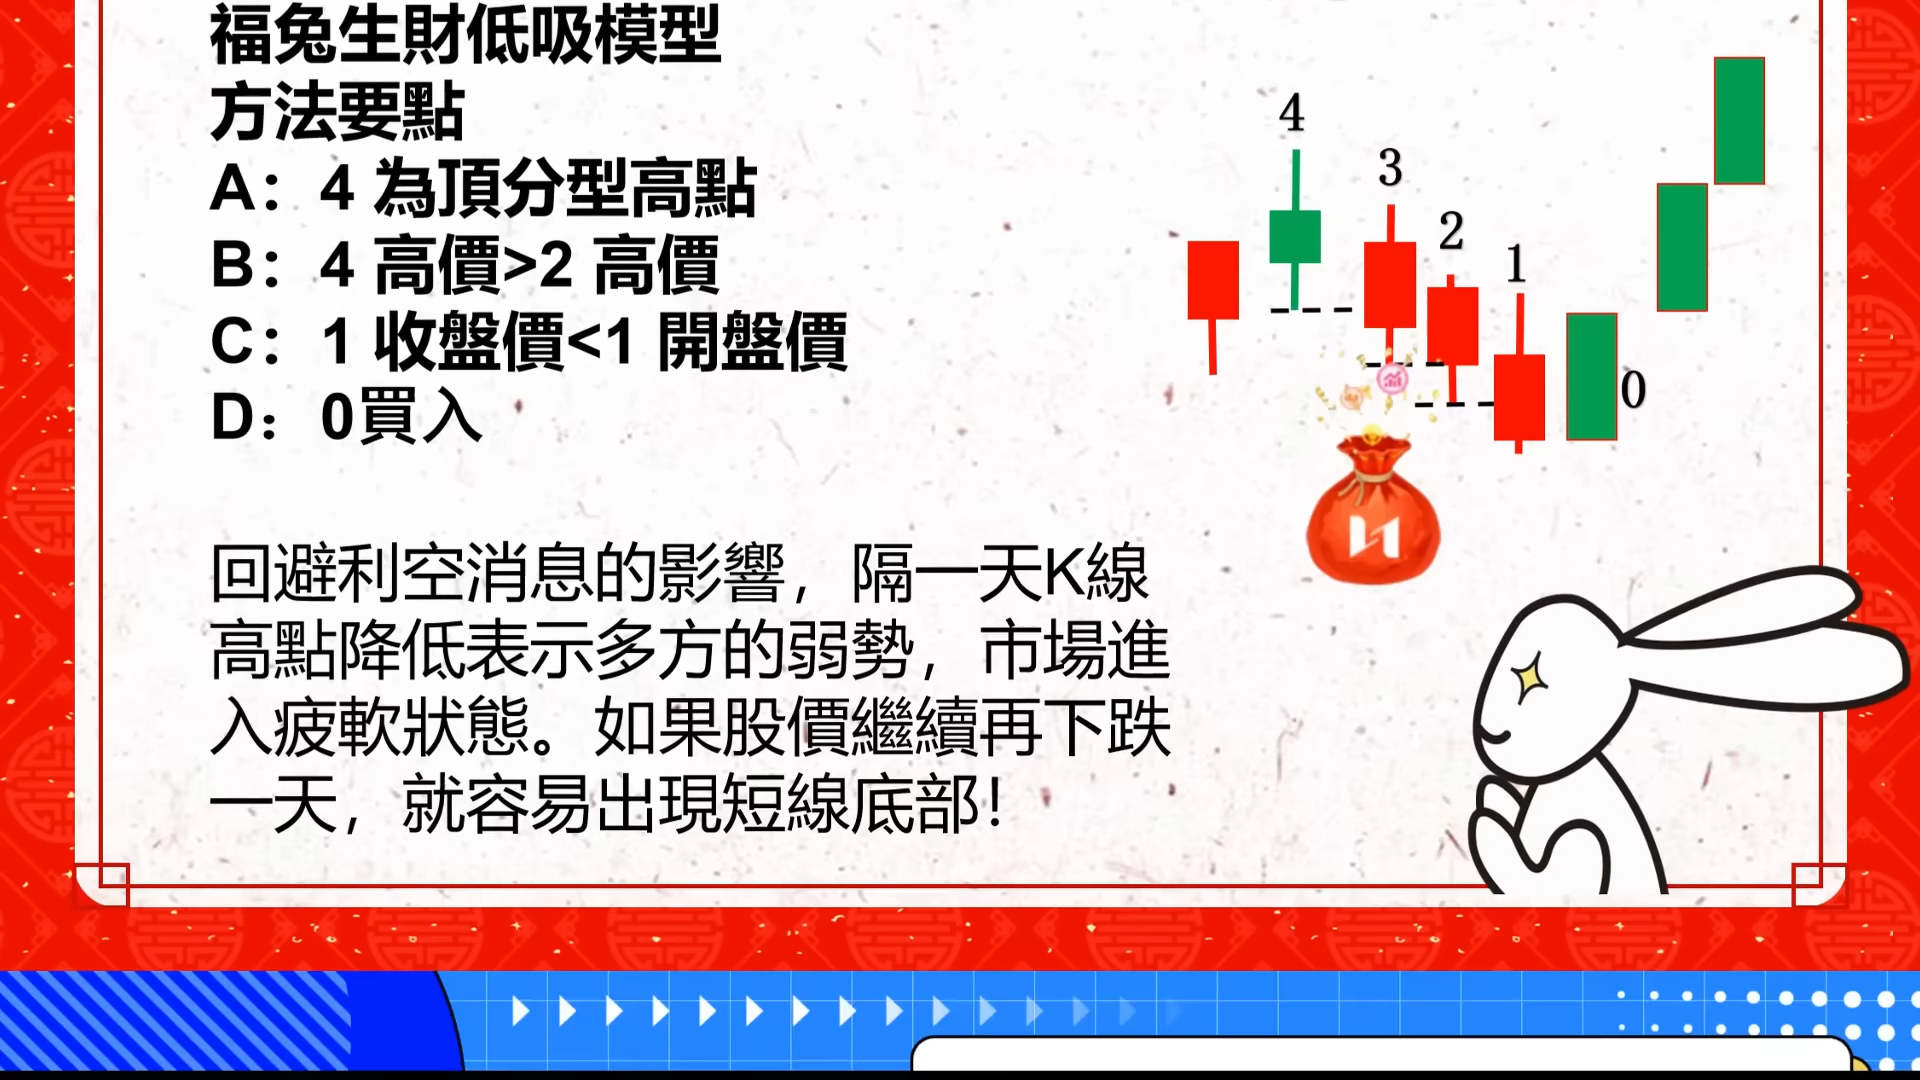 福兔生財低吸模型
方法要點
A：4 為頂分型高點
B：4 高價>2 高價
C：1 收盤價<1 開盤價
D：0買入
回避利空消息的影響，隔一天K線
高點降低表示多方的弱勢，市場進
入疲軟狀態。如果股價繼續再下跌
一天，就容易出現短線底部！
4
3
2
1
0